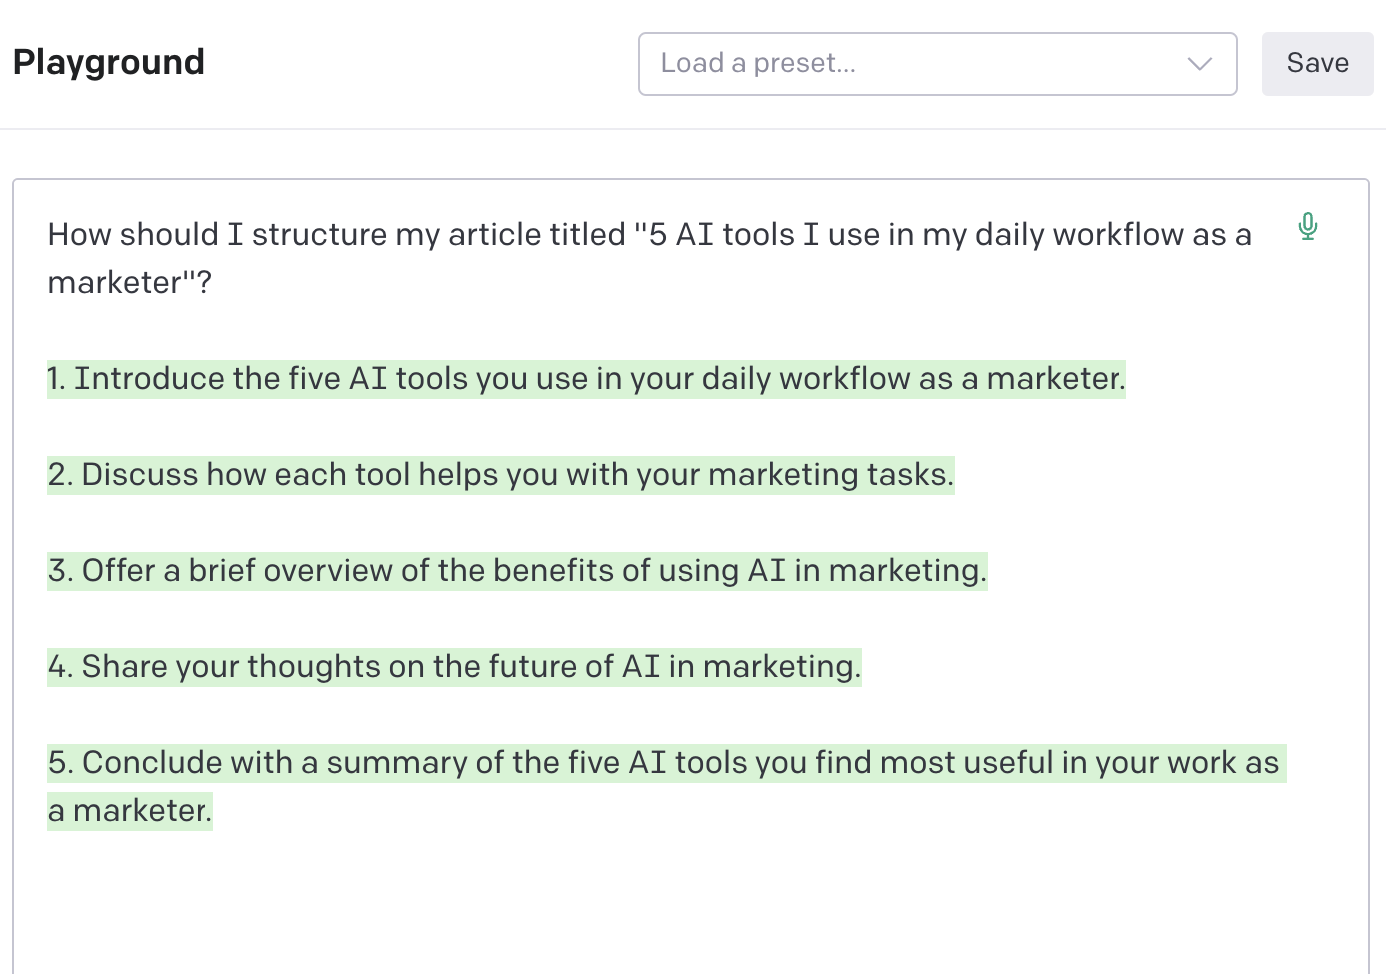 Playground
Load a preset...
Save
How should I structure my article titled "5 AI tools I use in my daily workflow as a
marketer"?
1. Introduce the five AI tools you use in your daily workflow as a marketer.
2. Discuss how each tool helps you with your marketing tasks.
3. Offer a brief overview of the benefits of using AI in marketing.
4. Share your thoughts on the future of AI in marketing.
5. Conclude with a summary of the five AI tools you find most useful in your work as
a marketer.